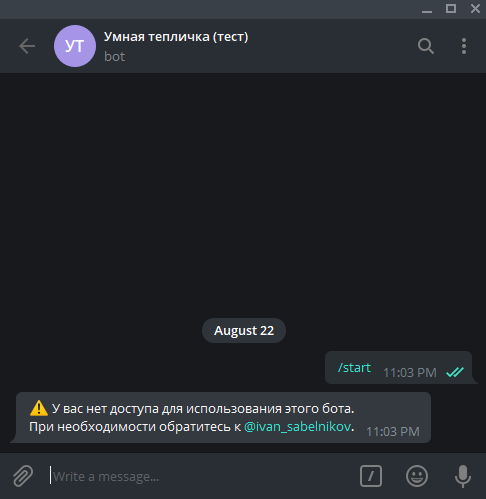 Умная тепличка (тест)
УТ
bot
August 22
/start
11:03 PM
⚠️ У вас нет доступа для использования этого бота.
При необходимости обратитесь к @ivan_sabelnikov.
11:03 PM
Write a message...